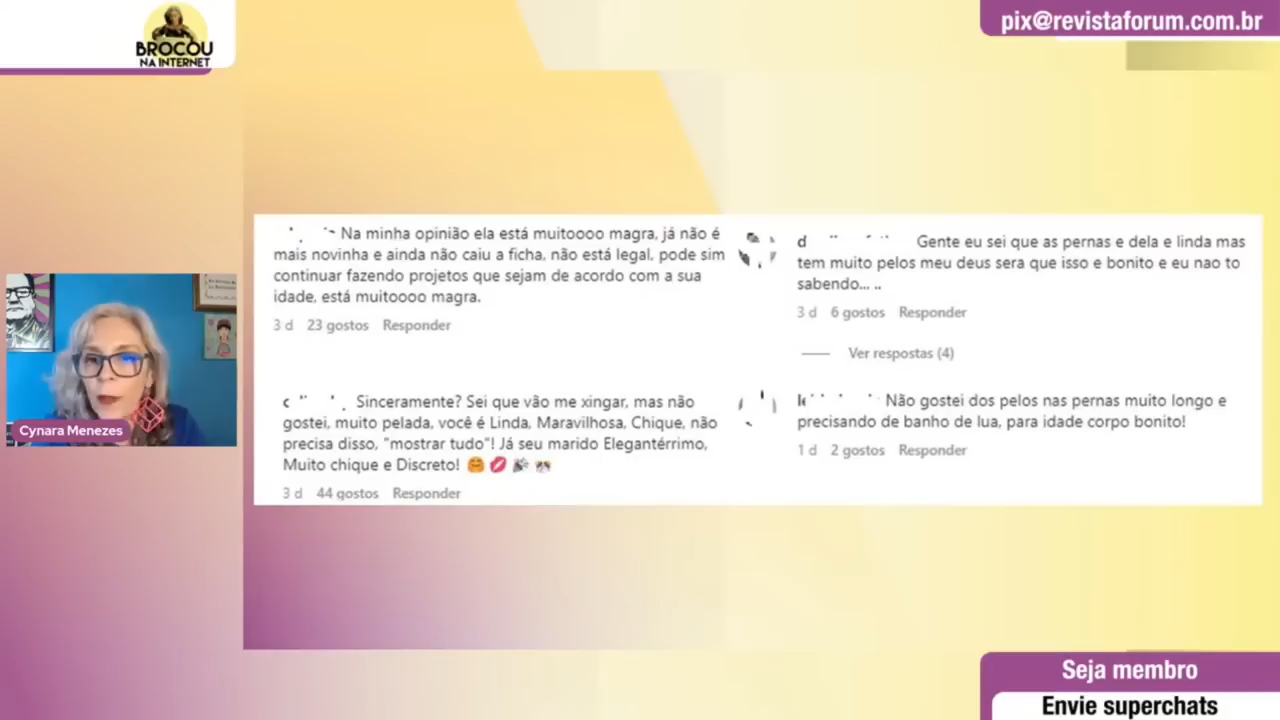 BROCOU
NA INTERNET
pix@revistaforum.com.br
Na minha opinião ela está muitoooo magra, já não é
mais novinha e ainda não caiu a ficha, não está legal, pode sim
continuar fazendo projetos que sejam de acordo com a sua
idade, está muitoooo magra.
3 d 23 gostos Responder
Sinceramente? Sei que vão me xingar, mas não
gostei, muito pelada, você é Linda, Maravilhosa, Chique, não
precisa disso, "mostrar tudo"! Já seu marido Elegantérrimo,
Muito chique e Discreto! 🤗 💋 🎉 🎊
3 d 44 gostos Responder
Gente eu sei que as pernas e dela e linda mas
tem muito pelos meu deus sera que isso e bonito e eu nao to
sabendo... ..
3 d 6 gostos Responder
Ver respostas (4)
Não gostei dos pelos nas pernas muito longo e
precisando de banho de lua, para idade corpo bonito!
1 d 2 gostos Responder
Cynara Menezes
Seja membro
Envie superchats